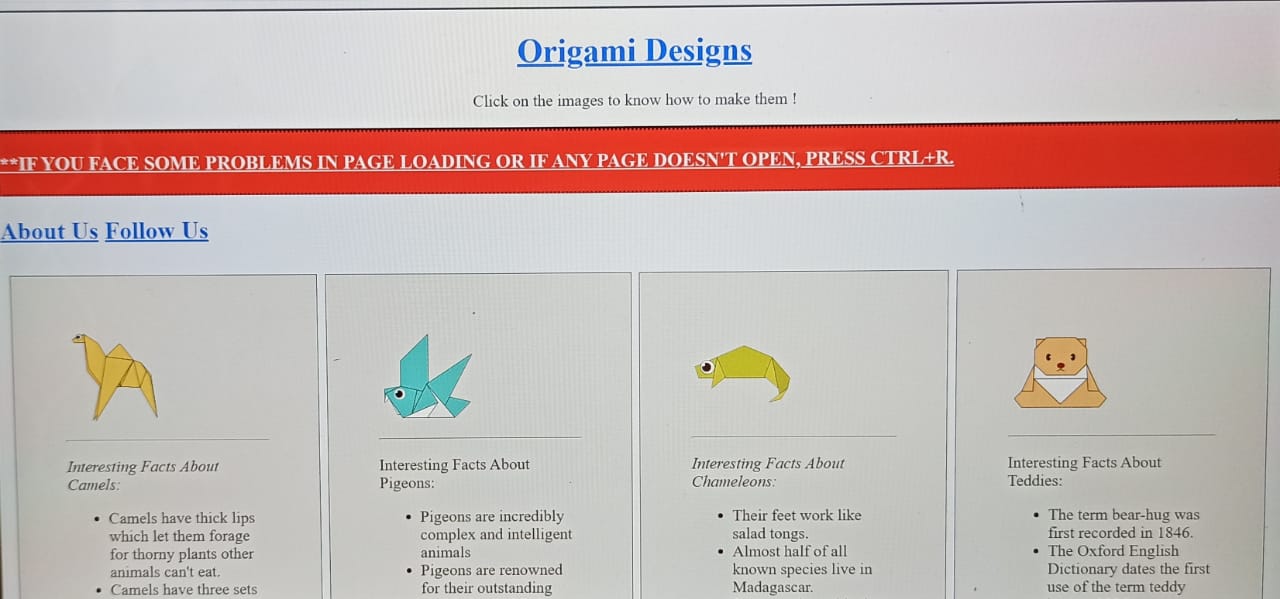 Origami Designs
Click on the images to know how to make them !
**IF YOU FACE SOME PROBLEMS IN PAGE LOADING OR IF ANY PAGE DOESN'T OPEN, PRESS CTRL+R.
About Us Follow Us
Interesting Facts About
Camels:
• Camels have thick lips
which let them forage
for thorny plants other
animals can't eat.
• Camels have three sets
Interesting Facts About
Pigeons:
• Pigeons are incredibly
complex and intelligent
animals
• Pigeons are renowned
for their outstanding
Interesting Facts About
Chameleons:
• Their feet work like
salad tongs.
• Almost half of all
known species live in
Madagascar.
Interesting Facts About
Teddies:
• The term bear-hug was
first recorded in 1846.
• The Oxford English
Dictionary dates the first
use of the term teddy